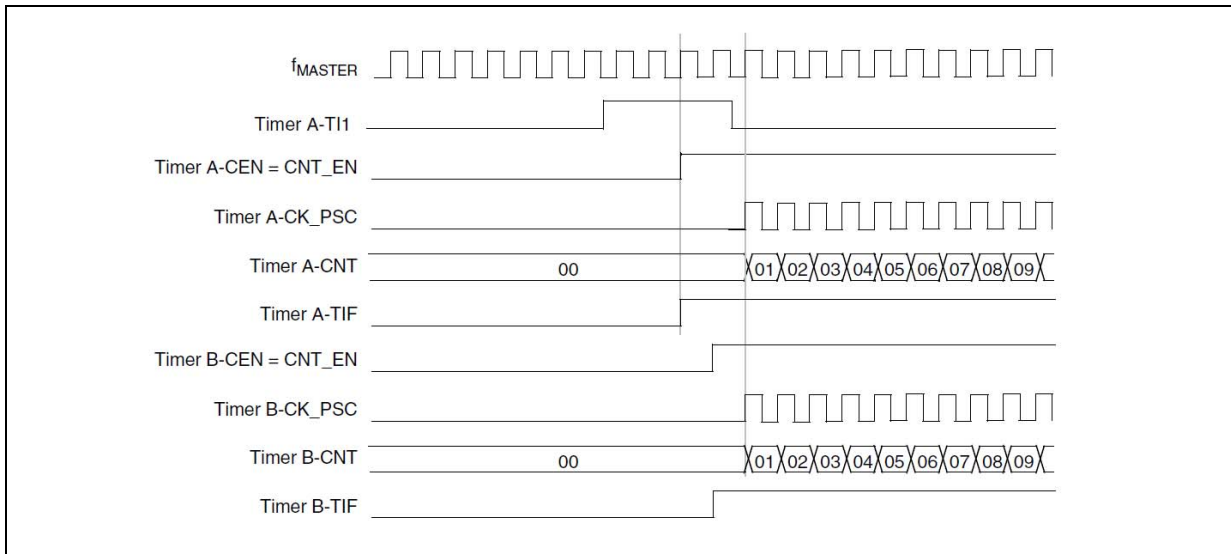 fMASTER
Timer A-TI1
Timer A-CEN = CNT_EN
Timer A-CK_PSC
Timer A-CNT 00 01 02 03 04 05 06 07 08 09
Timer A-TIF
Timer B-CEN = CNT_EN
Timer B-CK_PSC
Timer B-CNT 00 01 02 03 04 05 06 07 08 09
Timer B-TIF